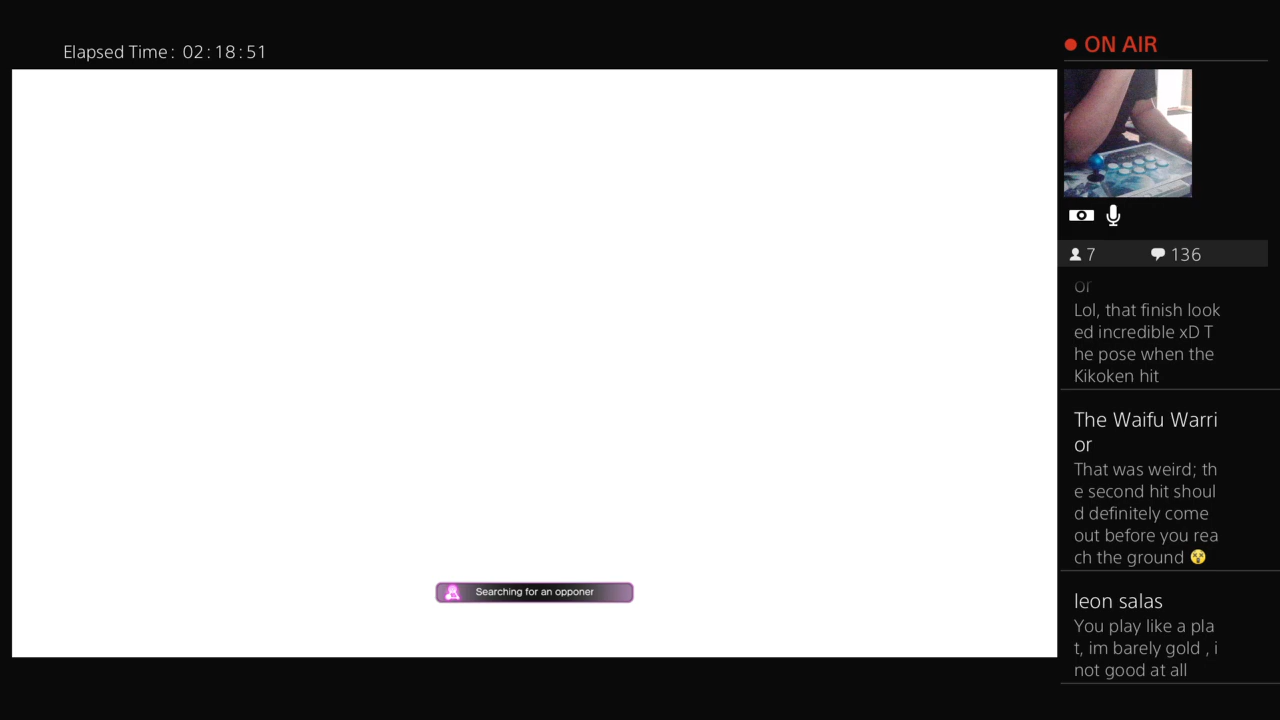 Elapsed Time: 02:18:51
ON AIR
7
136
or
Lol, that finish look
ed incredible xD T
he pose when the
Kikoken hit
The Waifu Warri
or
That was weird; th
e second hit shoul
d definitely come
out before you rea
ch the ground 😵
leon salas
You play like a pla
t, im barely gold , i
not good at all
Searching for an opponer